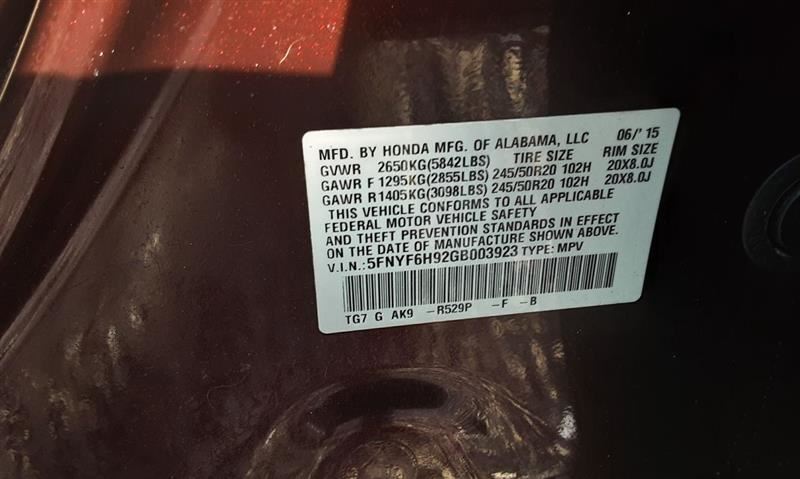 MFD. BY HONDA MFG. OF ALABAMA, LLC 06/'15
GVWR 2650KG(5842LBS) TIRE SIZE RIM SIZE
GAWR F 1295KG(2855LBS) 245/50R20 102H 20X8.0J
GAWR R1405KG(3098LBS) 245/50R20 102H 20X8.0J
THIS VEHICLE CONFORMS TO ALL APPLICABLE
FEDERAL MOTOR VEHICLE SAFETY
AND THEFT PREVENTION STANDARDS IN EFFECT
ON THE DATE OF MANUFACTURE SHOWN ABOVE.
V.I.N.: 5FNYF6H92GB003923 TYPE: MPV
TG7 G AK9 -R529P -F -B